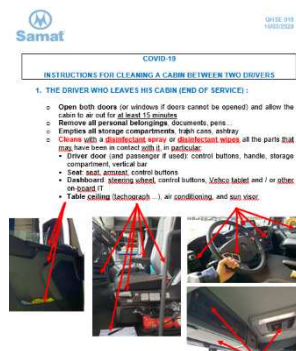 QHSE 919
16/03/2020
Samat
COVID-19
INSTRUCTIONS FOR CLEANING A CABIN BETWEEN TWO DRIVERS
1. THE DRIVER WHO LEAVES HIS CABIN (END OF SERVICE) :
o Open both doors (or windows if doors cannot be opened) and allow the
cabin to air out for at least 15 minutes
o Remove all personal belongings, documents, pens…
o Empties all storage compartments, trash cans, ashtray
o Cleans with a disinfectant spray or disinfectant wipes all the parts that
may have been in contact with it, in particular:
• Driver door (and passenger if used): control buttons, handle, storage
compartment, vertical bar
• Seat: seat, armrest, control buttons
• Dashboard: steering wheel, control buttons, Vehco tablet and / or other
on-board IT
• Table ceiling (tachograph …), air conditioning, and sun visor.